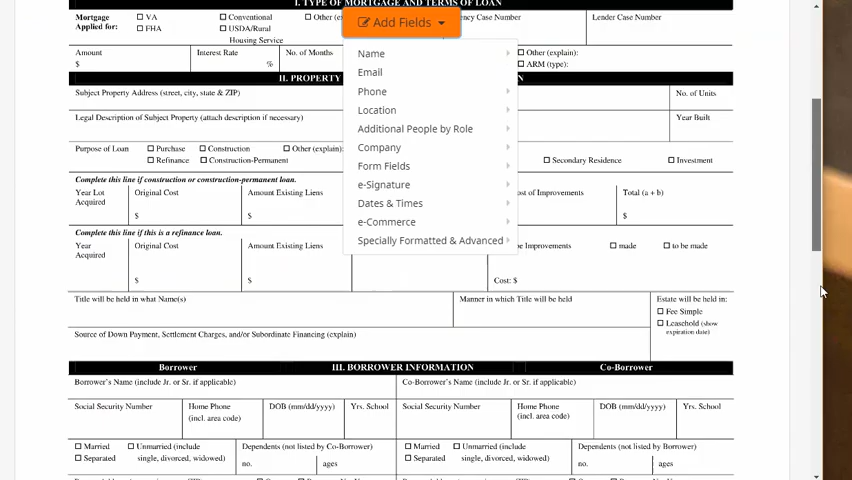 I. TYPE OF MORTGAGE AND TERMS OF LOAN
Mortgage Applied for:
VA
FHA
Conventional
USDA/Rural
Housing Service
Other (e
Case Number
Lender Case Number
Add Fields
Amount
$
Interest Rate
%
No. of Months
Other (explain):
ARM (type):
II. PROPERTY
Subject Property Address (street, city, state & ZIP)
No. of Units
Legal Description of Subject Property (attach description if necessary)
Year Built
Purpose of Loan
Purchase
Construction
Other (explain):
Refinance
Construction-Permanent
Secondary Residence
Investment
Name
Email
Phone
Location
Additional People by Role
Company
Form Fields
e-Signature
Dates & Times
e-Commerce
Specially Formatted & Advanced
Complete this line if construction or construction-permanent loan.
Year Lot
Acquired
Original Cost
$
Amount Existing Liens
$
ost of Improvements
Total (a + b)
$
Complete this line if this is a refinance loan.
Year
Acquired
Original Cost
$
Amount Existing Liens
$
e Improvements
made
to be made
Cost: $
Title will be held in what Name(s)
Manner in which Title will be held
Estate will be held in:
Fee Simple
Leasehold (show
expiration date)
Source of Down Payment, Settlement Charges, and/or Subordinate Financing (explain)
Borrower
III. BORROWER INFORMATION
Co-Borrower
Borrower's Name (include Jr. or Sr. if applicable)
Co-Borrower's Name (include Jr. or Sr. if applicable)
Social Security Number
Home Phone
(incl. area code)
DOB (mm/dd/yyyy)
Yrs. School
Social Security Number
Home Phone
(incl. area code)
DOB (mm/dd/yyyy)
Yrs. School
Married
Unmarried (include
Separated
single, divorced, widowed)
Dependents (not listed by Co-Borrower)
no.
ages
Married
Unmarried (include
Separated
single, divorced, widowed)
Dependents (not listed by Borrower)
no.
ages